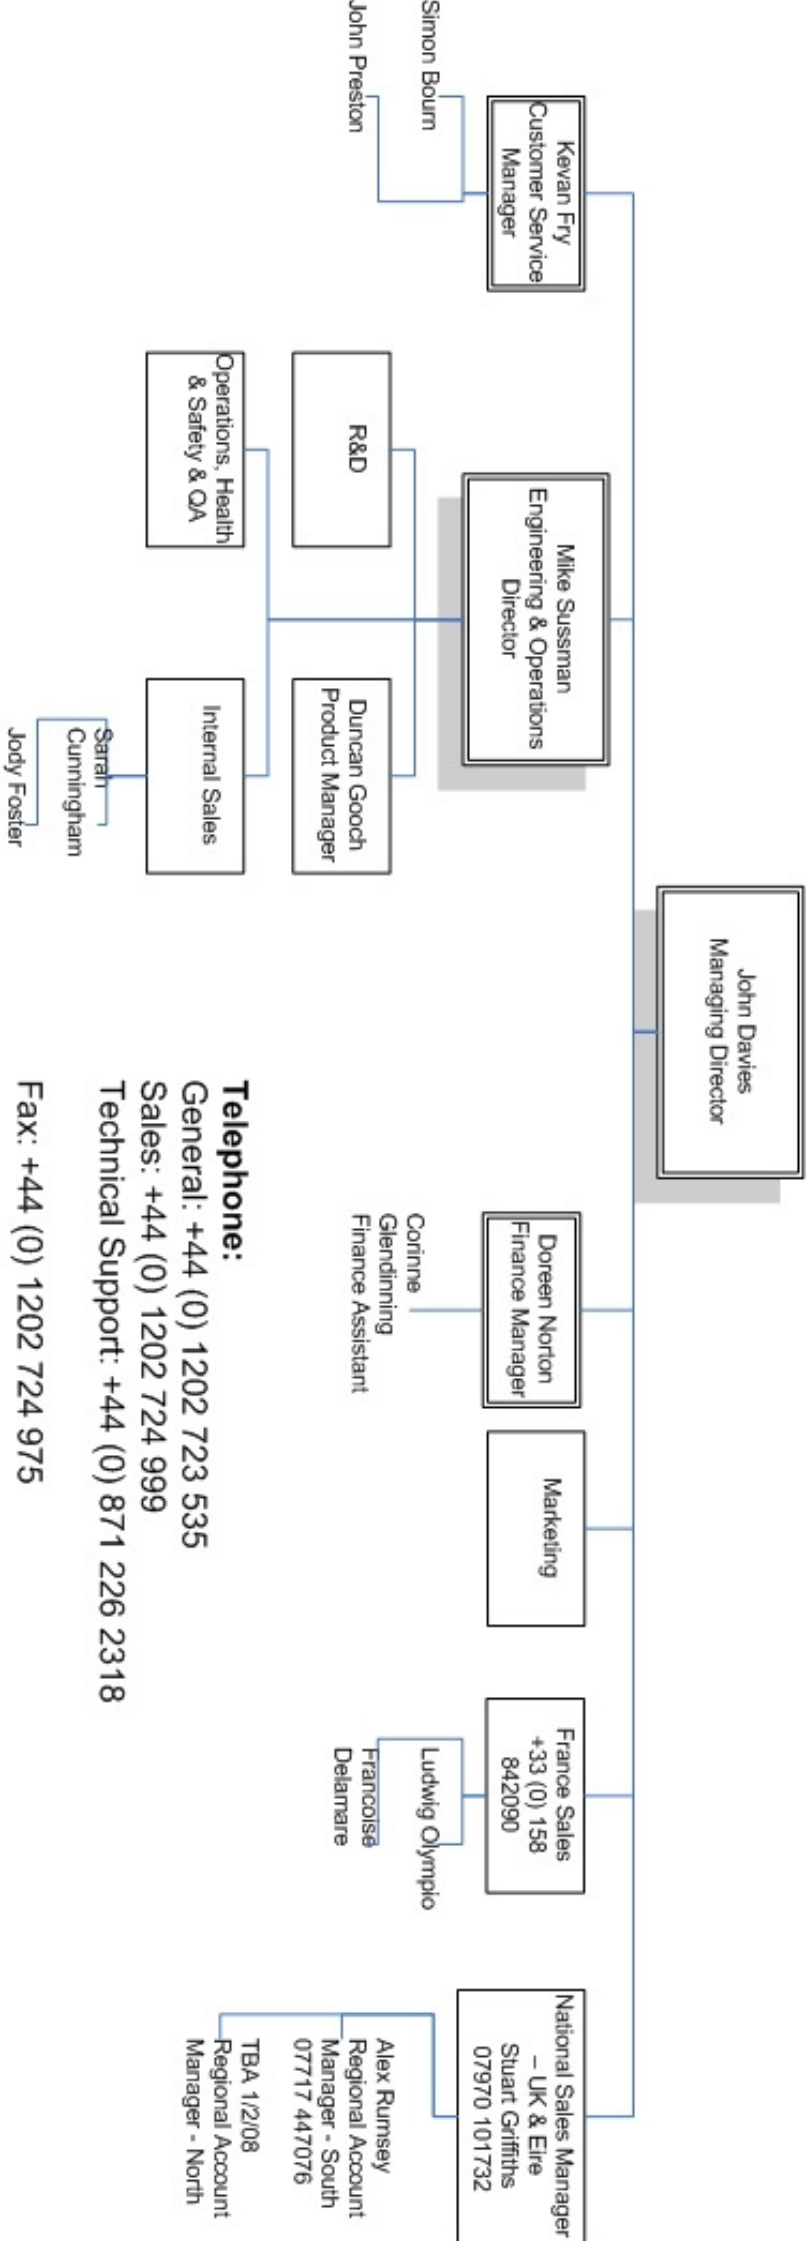 John Davies
Managing Director
Kevan Fry
Customer Service
Manager
Simon Bourn
John Preston
Mike Sussman
Engineering & Operations
Director
R&D
Duncan Gooch
Product Manager
Operations, Health
& Safety & QA
Internal Sales
Sarah
Cunningham
Jody Foster
Doreen Norton
Finance Manager
Corinne
Glendinning
Finance Assistant
Marketing
France Sales
+33 (0) 158
842090
Ludwig Olympio
Francoise
Delamare
National Sales Manager
– UK & Eire
Stuart Griffiths
07970 101732
Alex Rumsey
Regional Account
Manager - South
07717 447076
TBA 1/2/08
Regional Account
Manager - North
Telephone:
General: +44 (0) 1202 723 535
Sales: +44 (0) 1202 724 999
Technical Support: +44 (0) 871 226 2318
Fax: +44 (0) 1202 724 975